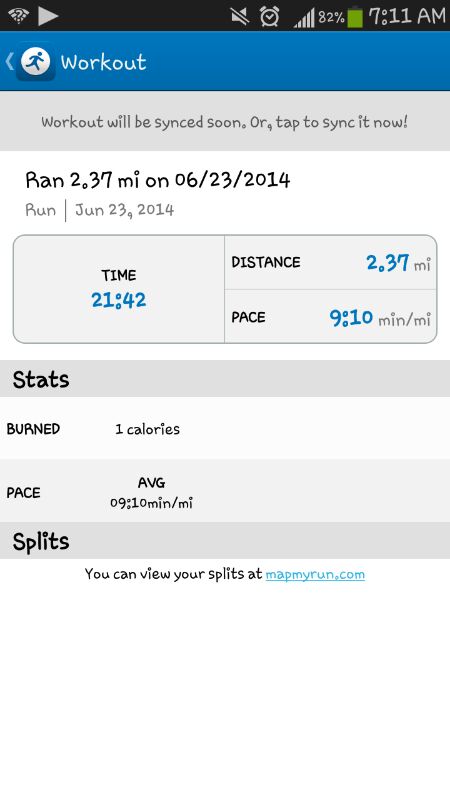 82% 7:11 AM
Workout
Workout will be synced soon. Or, tap to sync it now!
Ran 2.37 mi on 06/23/2014
Run | Jun 23, 2014
TIME
21:42
DISTANCE 2.37 mi
PACE 9:10 min/mi
Stats
BURNED 1 calories
AVG
PACE 09:10min/mi
Splits
You can view your splits at mapmyrun.com